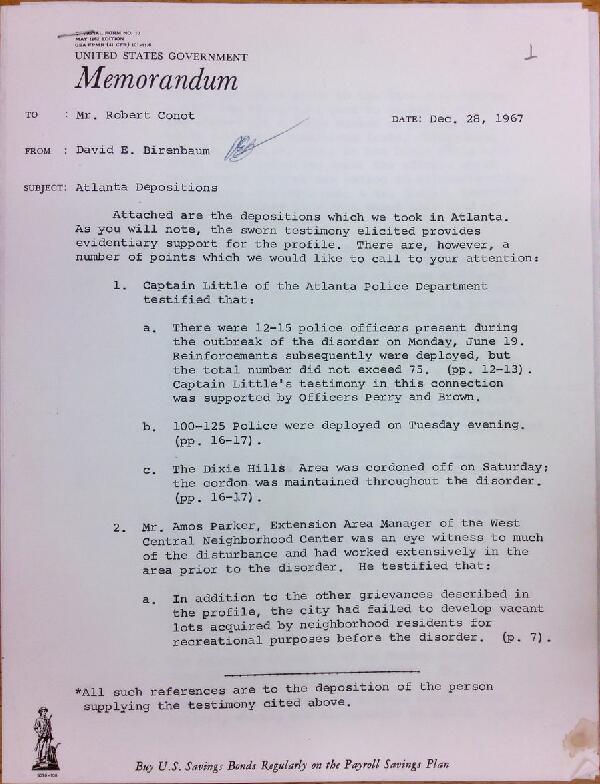 MAY 1962 EDITION
UNITED STATES GOVERNMENT
Memorandum
1
TO : Mr. Robert Conot
DATE: Dec. 28, 1967
FROM : David E. Birenbaum
SUBJECT: Atlanta Depositions
Attached are the depositions which we took in Atlanta.
As you will note, the sworn testimony elicited provides
evidentiary support for the profile. There are, however, a
number of points which we would like to call to your attention:
1. Captain Little of the Atlanta Police Department
testified that:
a. There were 12-15 police officers present during
the outbreak of the disorder on Monday, June 19.
Reinforcements subsequently were deployed, but
the total number did not exceed 75. (pp. 12-13).
Captain Little's testimony in this connection
was supported by Officers Perry and Brown.
b. 100-125 Police were deployed on Tuesday evening.
(pp. 16-17).
c. The Dixie Hills Area was cordoned off on Saturday;
the cordon was maintained throughout the disorder.
(pp. 16-17).
2. Mr. Amos Parker, Extension Area Manager of the West
Central Neighborhood Center was an eye witness to much
of the disturbance and had worked extensively in the
area prior to the disorder. He testified that:
a. In addition to the other grievances described in
the profile, the city had failed to develop vacant
lots acquired by neighborhood residents for
recreational purposes before the disorder. (p. 7).
*All such references are to the deposition of the person
supplying the testimony cited above.
Buy U.S. Savings Bonds Regularly on the Payroll Savings Plan